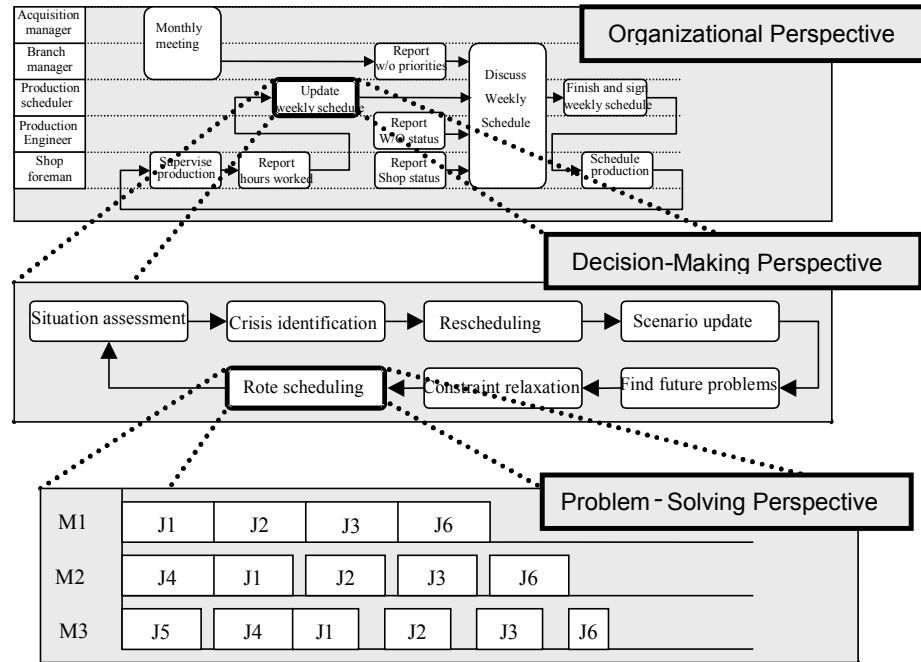 Acquisition
manager
Branch
manager
Production
scheduler
Production
Engineer
Shop
foreman
Monthly
meeting
Report
w/o priorities
Update
weekly schedule
Report
W/O status
Report
Shop status
Discuss
Weekly
Schedule
Finish and sign
weekly schedule
Supervise
production
Report
hours worked
Schedule
production
Organizational Perspective
Decision-Making Perspective
Situation assessment
Crisis identification
Rescheduling
Scenario update
Rote scheduling
Constraint relaxation
Find future problems
Problem - Solving Perspective
M1 J1 J2 J3 J6
M2 J4 J1 J2 J3 J6
M3 J5 J4 J1 J2 J3 J6